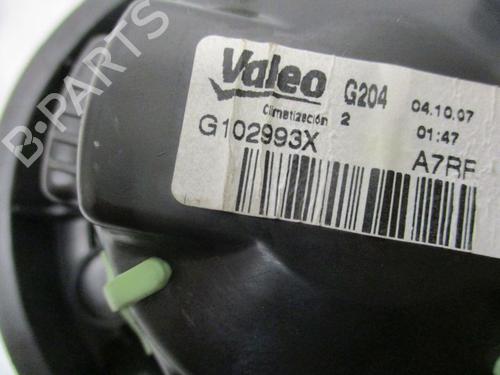 B-PARTS
Valeo G204 04.10.07
Climatización 2 01:47
G102993X A7RF